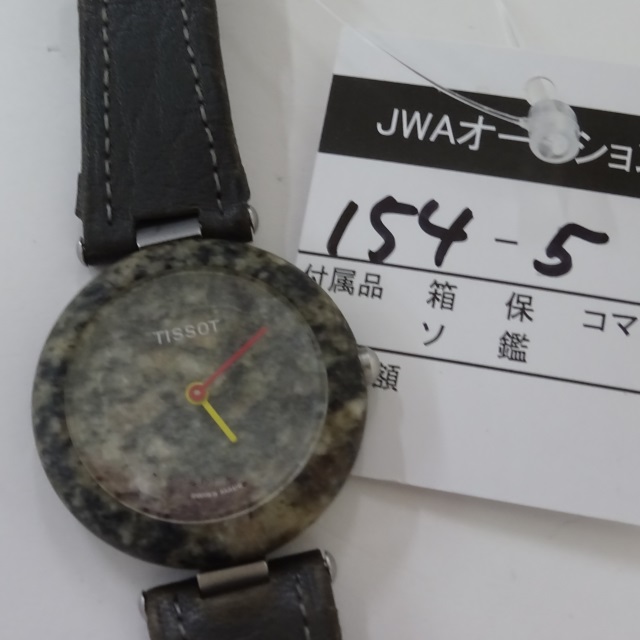 JWAオークション
154-5
付属品 箱 保 コマ
ソ 鑑
額
TISSOT